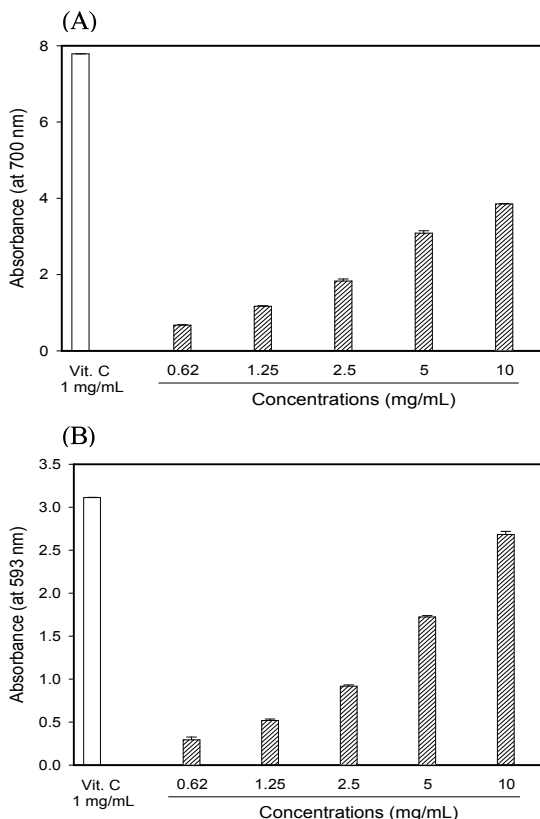 (A)
Absorbance (at 700 nm)
8
6
4
2
0
Vit. C
1 mg/mL
0.62 1.25 2.5 5 10
Concentrations (mg/mL)
(B)
Absorbance (at 593 nm)
3.5
3.0
2.5
2.0
1.5
1.0
0.5
0.0
Vit. C
1 mg/mL
0.62 1.25 2.5 5 10
Concentrations (mg/mL)